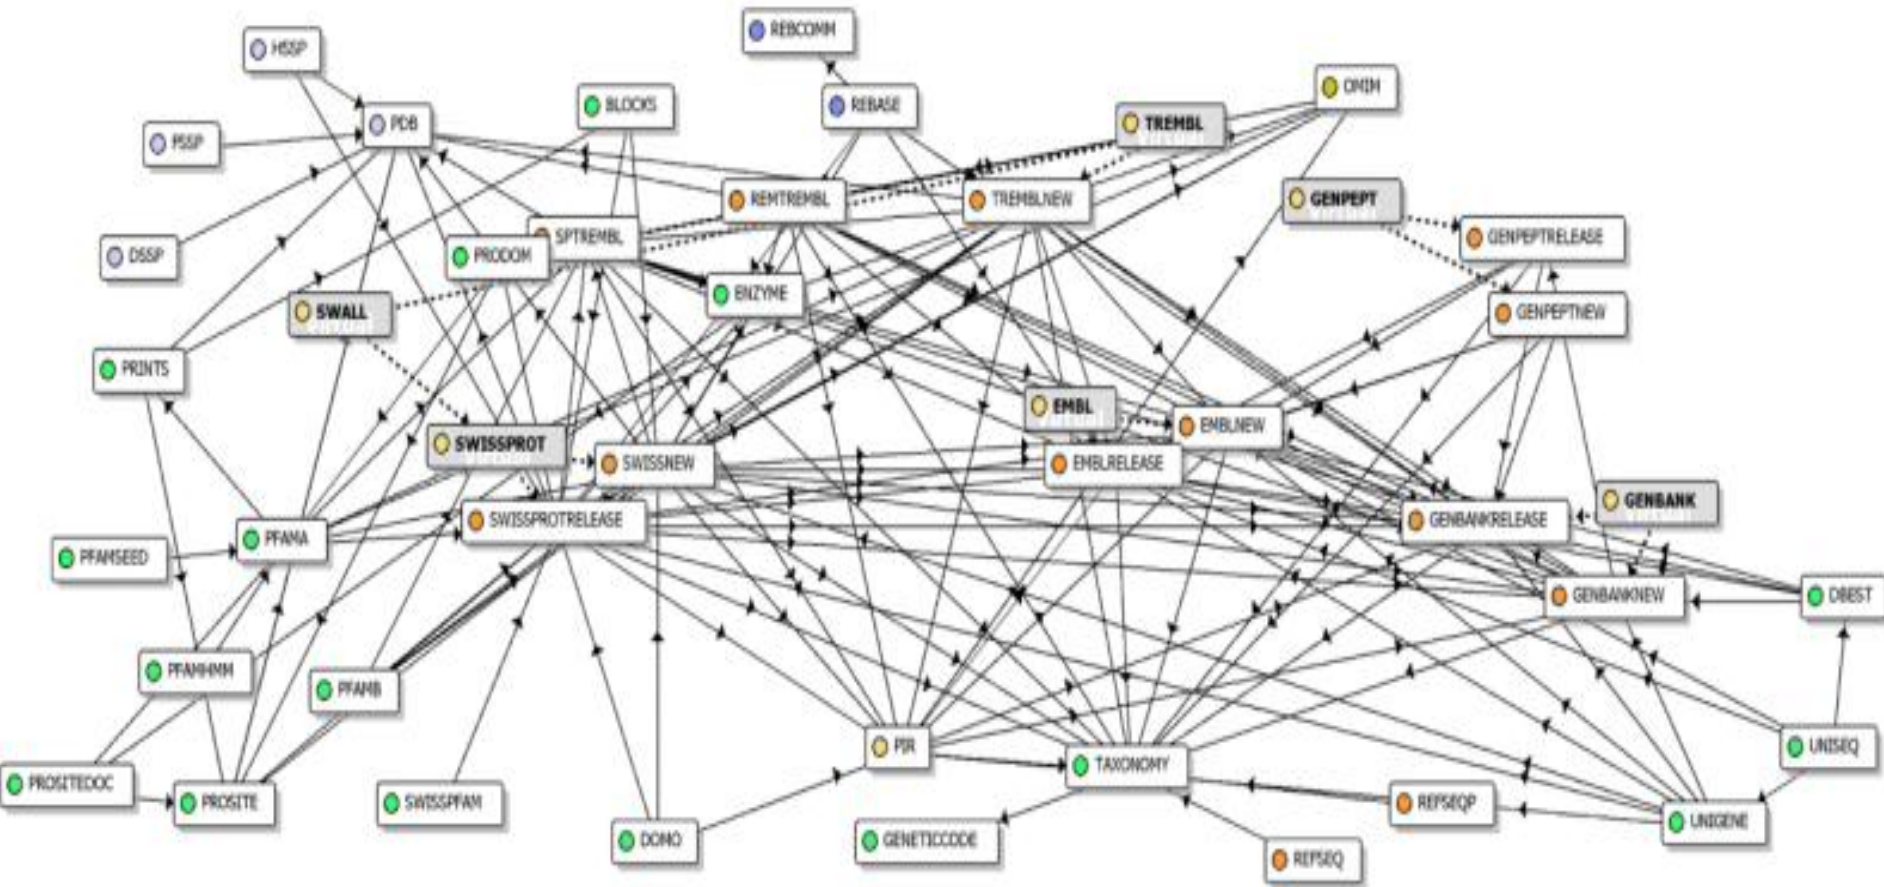 REBCOMM
HSSP
OMIM
BLOCKS
REBASE
PDB
TREMBL
FSSP
REMTREMBL
TREMBLNEW
GENPEPT
SPTREMBL
GENPEPTRELEASE
DSSP
PRODOM
ENZYME
SWALL
GENPEPTNEW
PRINTS
EMBL
EMBLNEW
SWISSPROT
SWISSNEW
EMBLRELEASE
GENBANK
SWISSPROTRELEASE
GENBANKRELEASE
PFAMA
PFAMSEED
GENBANKNEW
DBEST
PFAMHMM
PFAMB
PIR
UNISEQ
TAXONOMY
PROSITEDOC
PROSITE
SWISSPFAM
REFSEQP
UNIGENE
DOMO
GENETICCODE
REFSEQ